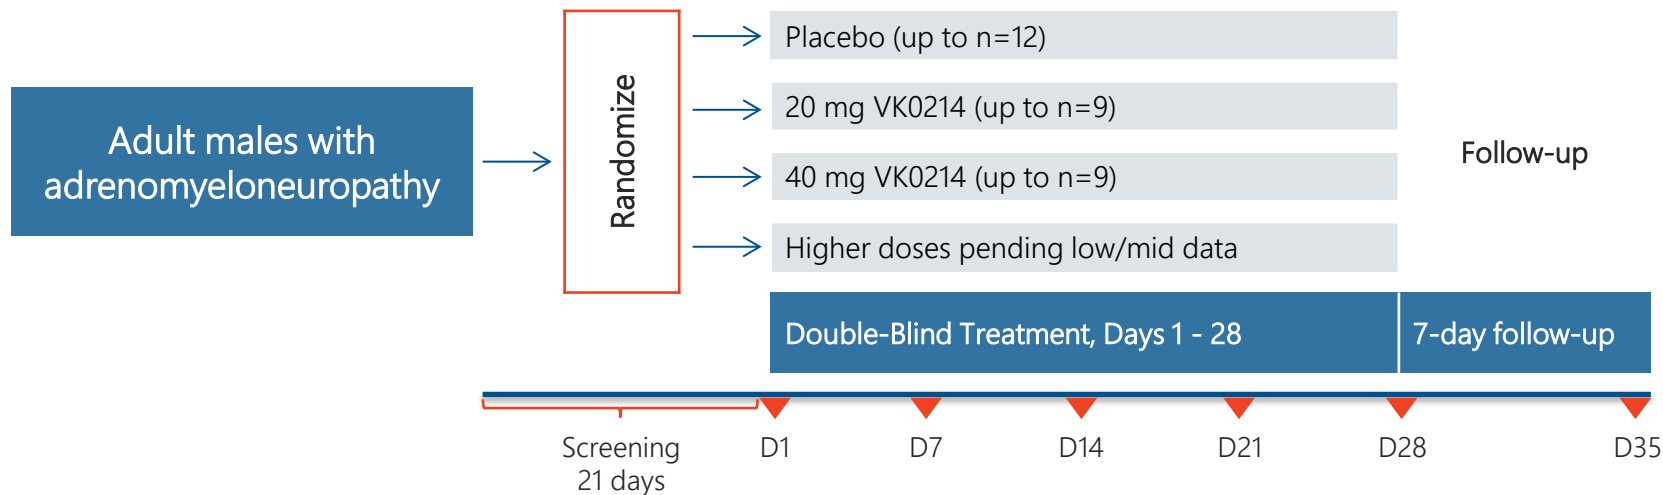 Adult males with
adrenomyeloneuropathy
Randomize
Placebo (up to n=12)
20 mg VK0214 (up to n=9)
40 mg VK0214 (up to n=9)
Higher doses pending low/mid data
Follow-up
Double-Blind Treatment, Days 1 - 28
7-day follow-up
Screening
21 days
D1
D7
D14
D21
D28
D35